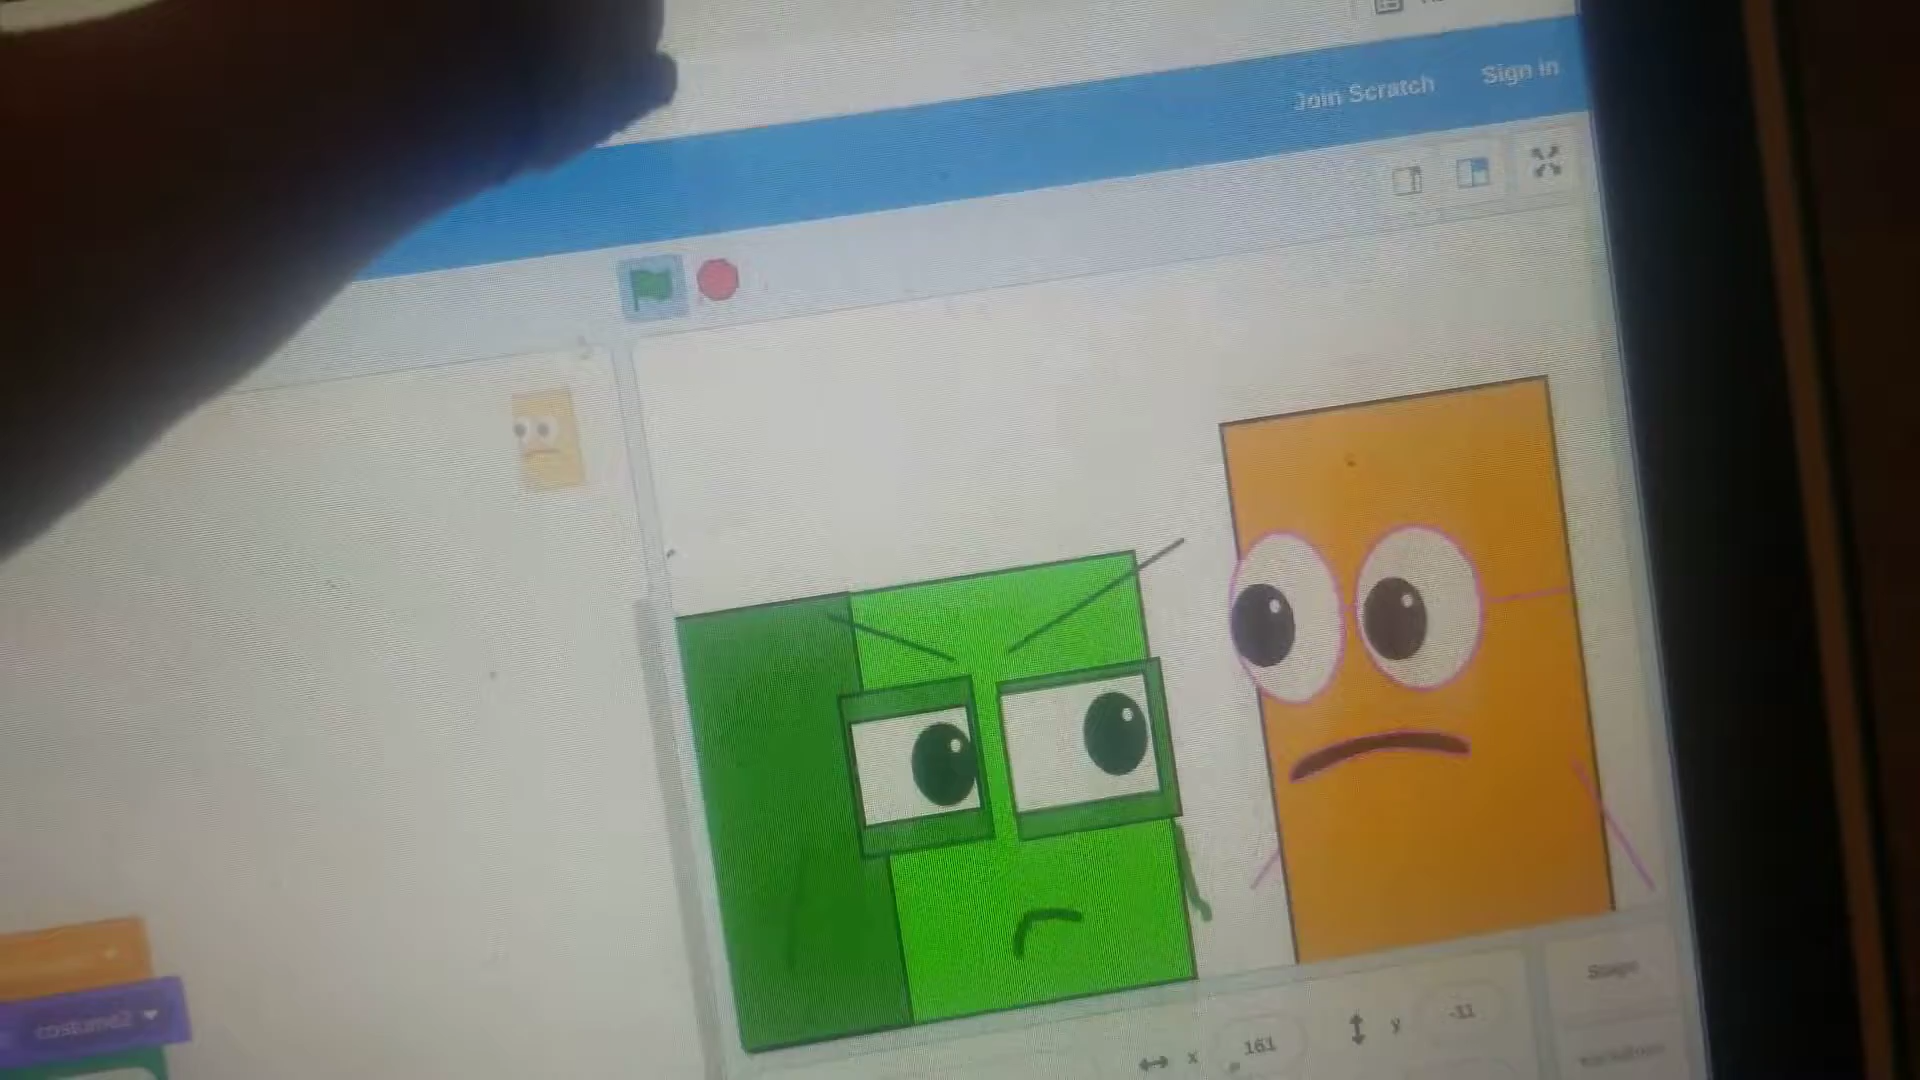 Join Scratch
Sign in
costume2
x 161
y -11
Stage